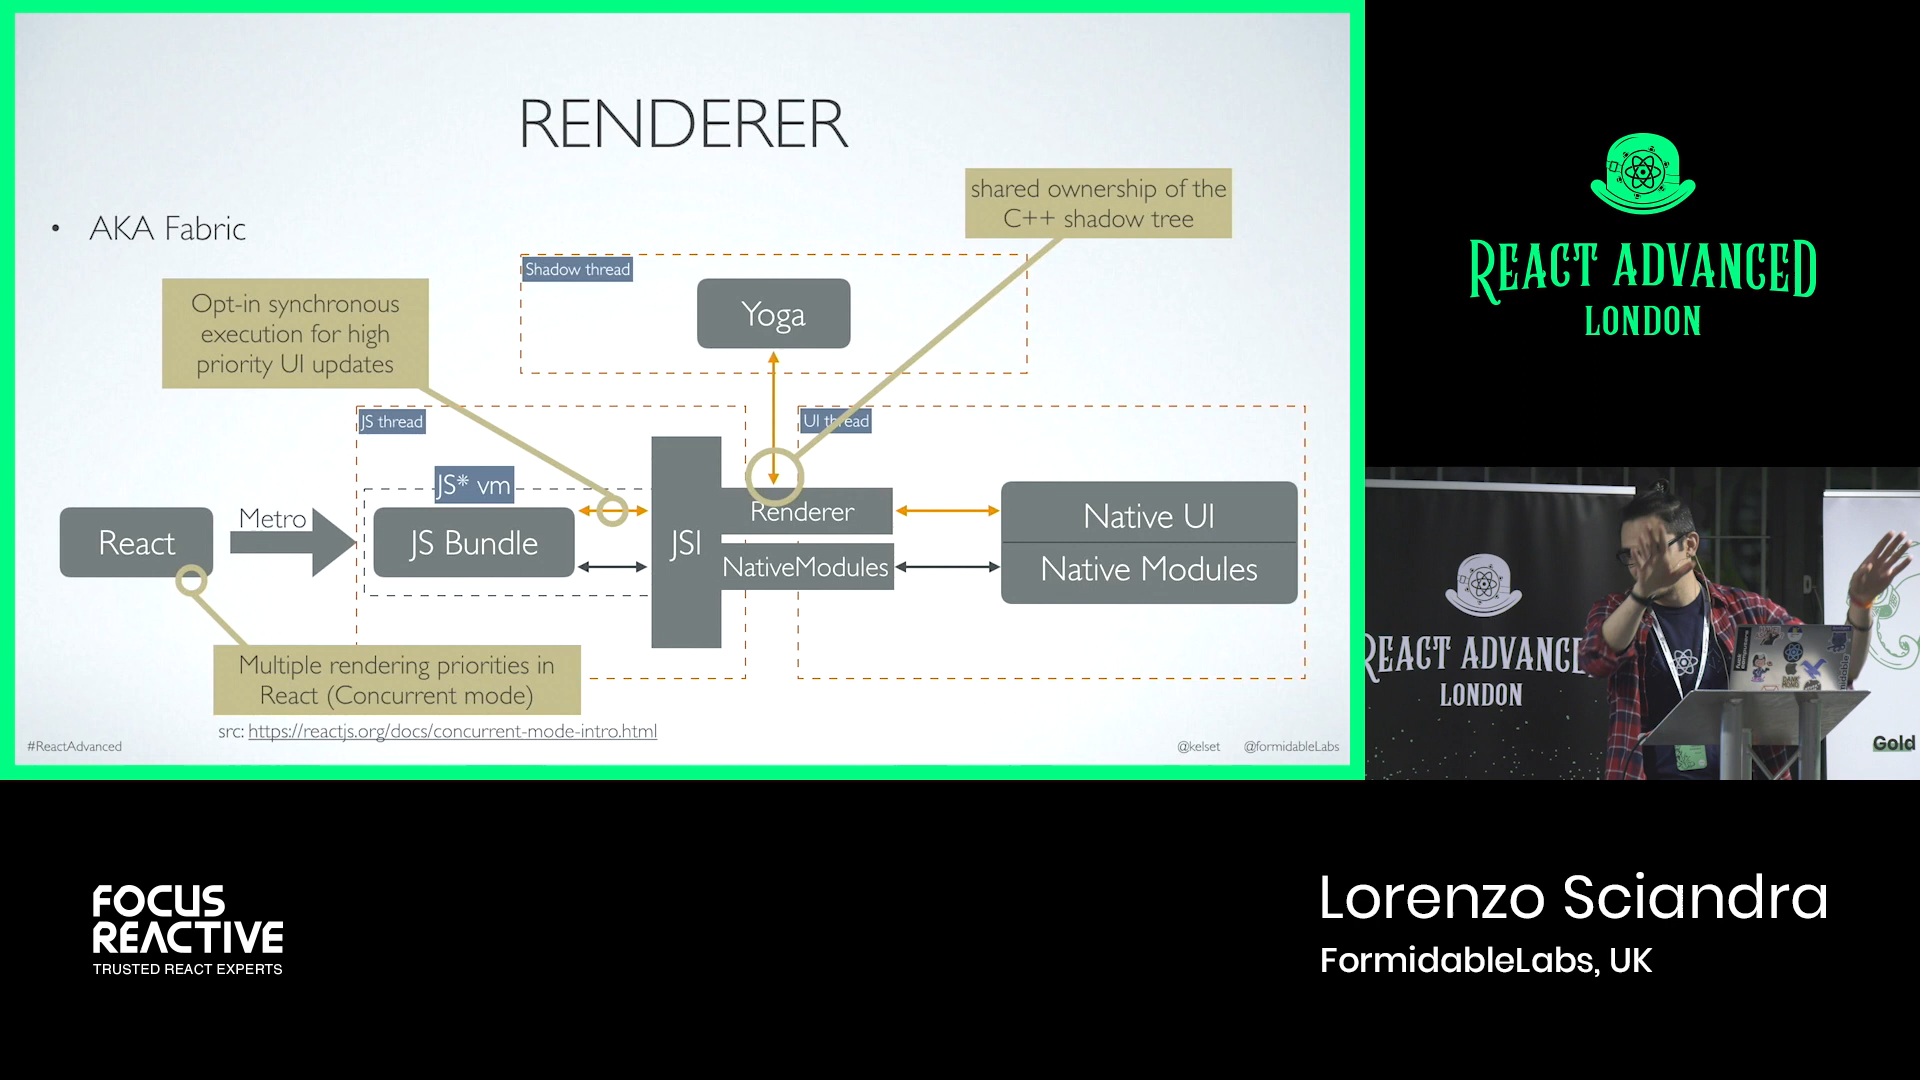 RENDERER
• AKA Fabric
shared ownership of the
C++ shadow tree
Shadow thread
Yoga
Opt-in synchronous
execution for high
priority UI updates
JS thread
UI thread
JS* vm
React
Metro
JS Bundle
JSI
Renderer
NativeModules
Native UI
Native Modules
Multiple rendering priorities in
React (Concurrent mode)
src: https://reactjs.org/docs/concurrent-mode-intro.html
#ReactAdvanced
@kelset
@formidableLabs
REACT ADVANCED
LONDON
REACT ADVANCE
LONDON
Gold
FOCUS
REACTIVE
TRUSTED REACT EXPERTS
Lorenzo Sciandra
FormidableLabs, UK